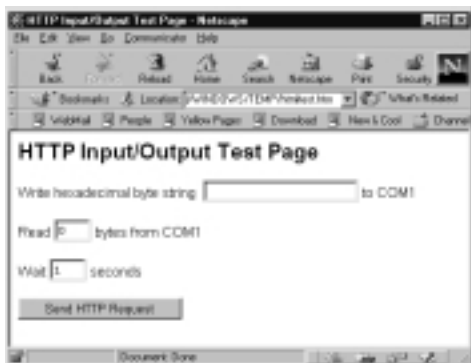 HTTP Input/Output Test Page - Netscape
File Edit View Go Communicator Help
Back Reload Home Search Netscape Print Security N
Bookmarks Location: What's Related
WebMail People Yellow Pages Download New & Cool Channel
HTTP Input/Output Test Page
Write hexadecimal byte string to COM1
Read 0 bytes from COM1
Wait 1 seconds
Send HTTP Request
Document: Done